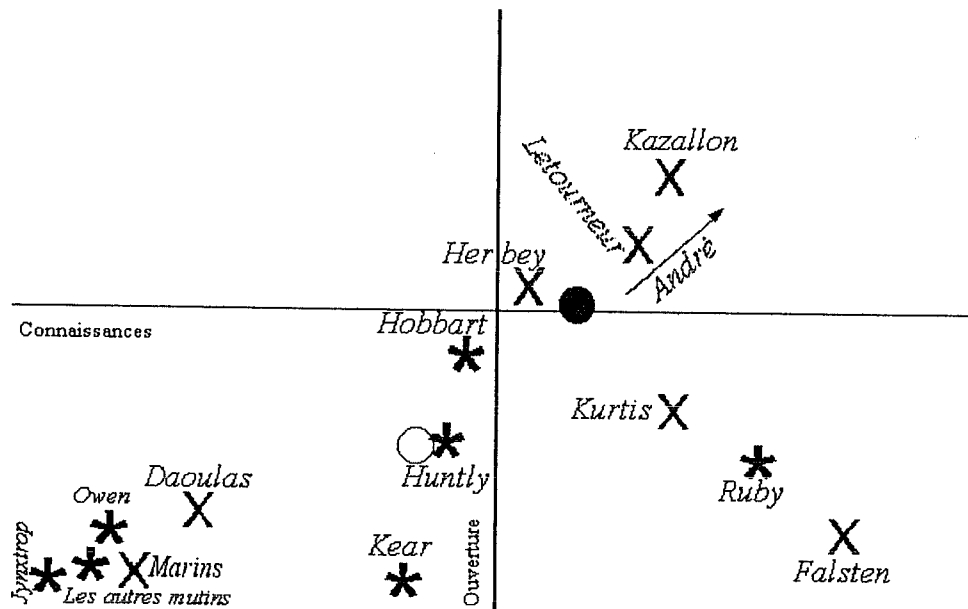 Kazallon
Letourneur
Herbey
André
Connaissances
Hobbart
Kurtis
Huntly
Ruby
Daoulas
Owen
Jynxtrop
Marins
Les autres mutins
Kear
Ouverture
Falsten